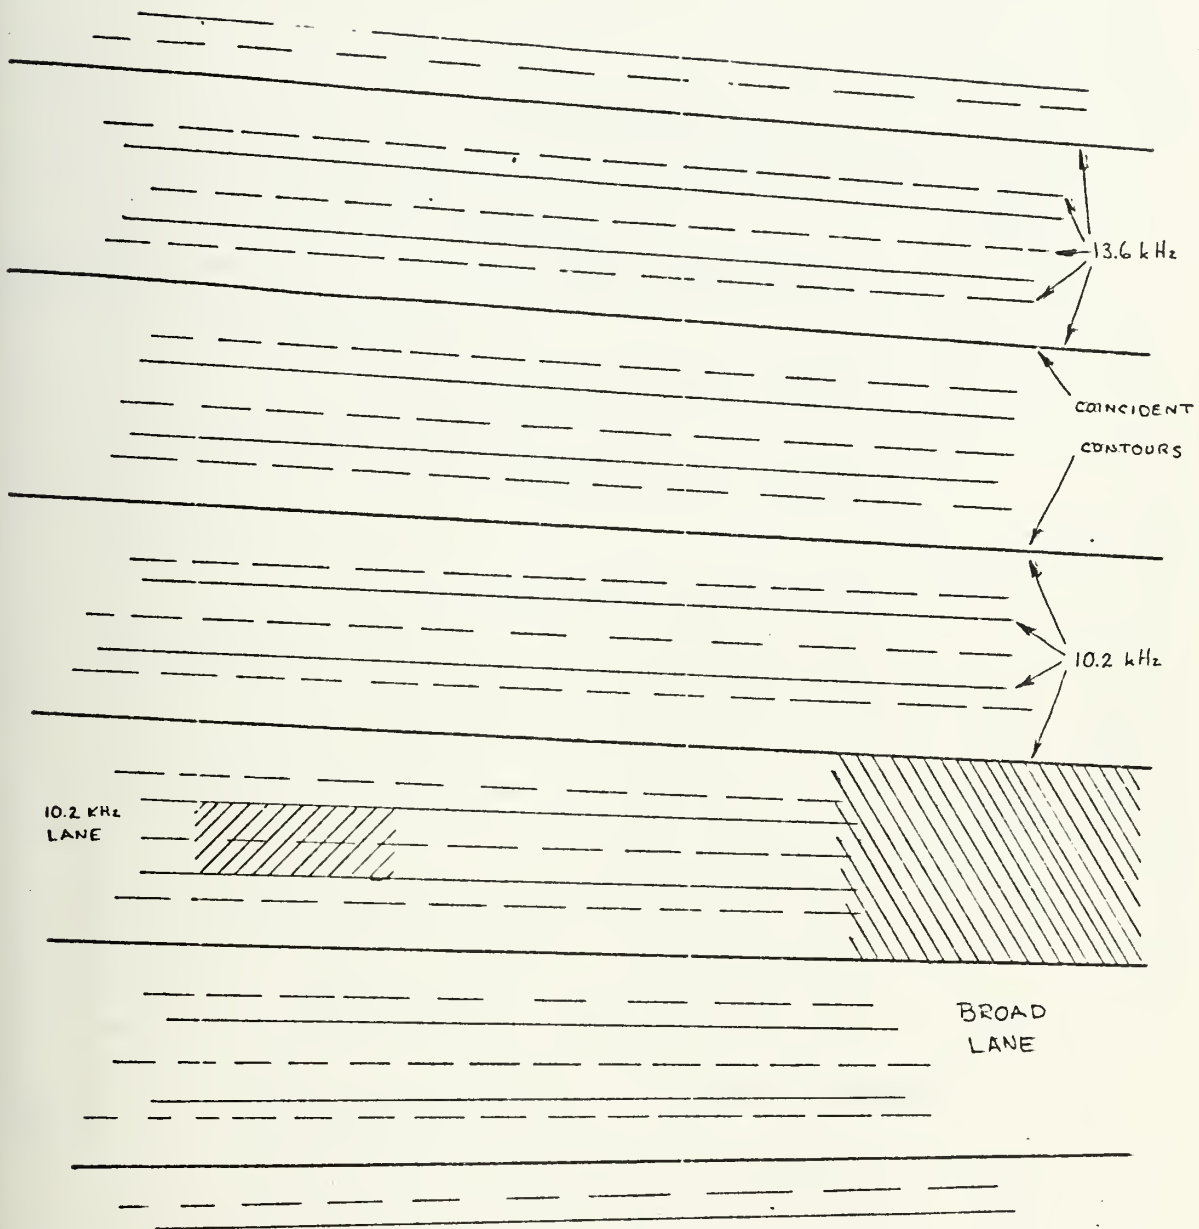 13.6 kHz
COINCIDENT
CONTOURS
10.2 kHz
10.2 KHz
LANE
BROAD
LANE